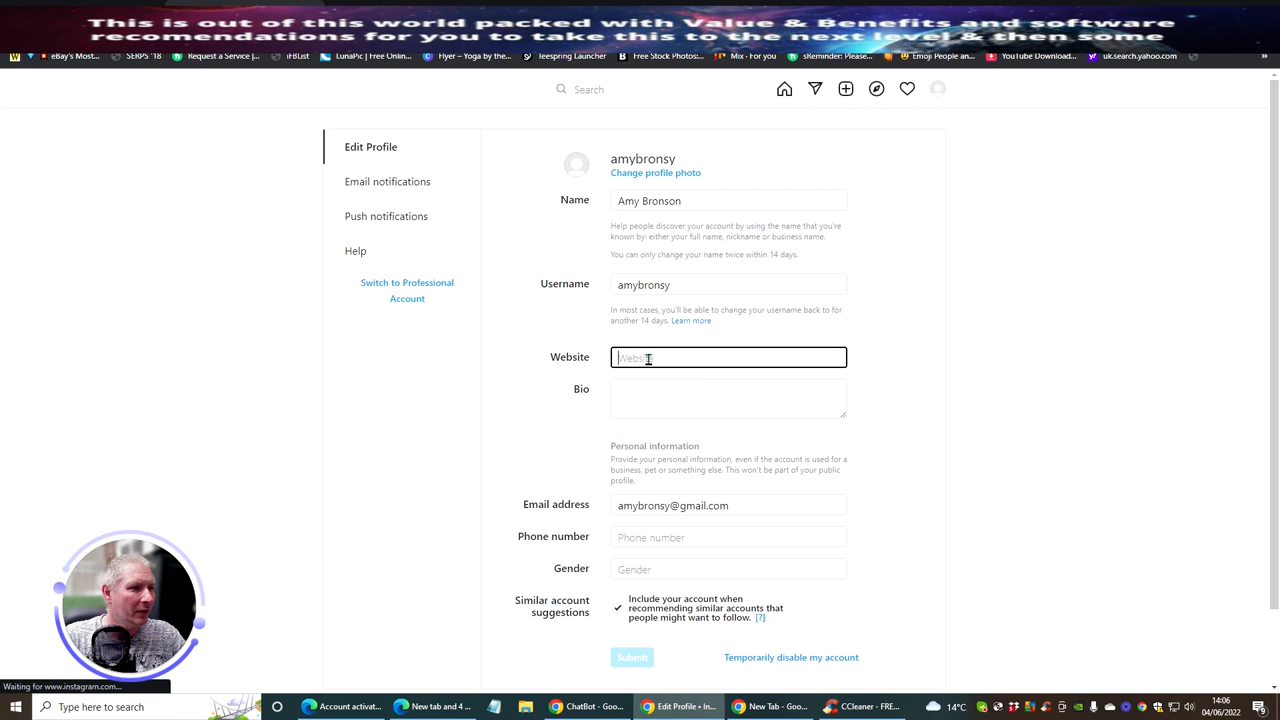 This is out of this world packed with Value & Benefits and software
recomendations for you to take this to the next level & then some
eBay's Most...
SERPS '18
Request a Service |...
iFBList
LunaPic | Free Onlin...
Flyer – Yoga by the...
Teespring Launcher
Free Stock Photos:...
Mix - For you
sReminder: Please...
Emoji People an...
YouTube Download...
uk.search.yahoo.com
Search
Edit Profile
Email notifications
Push notifications
Help
Switch to Professional
Account
amybronsy
Change profile photo
Name
Amy Bronson
Help people discover your account by using the name that you're
known by: either your full name, nickname or business name.
You can only change your name twice within 14 days.
Username
amybronsy
In most cases, you'll be able to change your username back to for
another 14 days. Learn more
Website
Website
Bio
Personal information
Provide your personal information, even if the account is used for a
business, pet or something else. This won't be part of your public
profile.
Email address
amybronsy@gmail.com
Phone number
Phone number
Gender
Gender
Similar account
suggestions
Include your account when
recommending similar accounts that
people might want to follow. [?]
Submit
Temporarily disable my account
Waiting for www.instagram.com...
Type here to search
Account activat...
New tab and 4 ...
ChatBot - Goo...
Edit Profile • In...
New Tab - Goo...
CCleaner - FRE...
14°C
14:06
04/06/2022